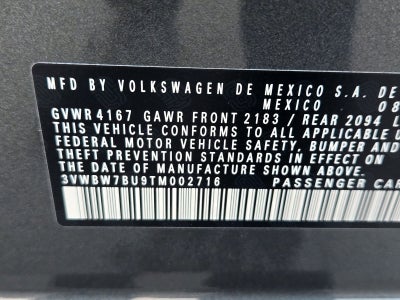 MFD BY VOLKSWAGEN DE MEXICO S.A. DE
MEXICO 08
GVWR 4167 GAWR FRONT 2183 / REAR 2094 L
THIS VEHICLE CONFORMS TO ALL APPLICABLE U
FEDERAL MOTOR VEHICLE SAFETY, BUMPER AND
THEFT PREVENTION STANDARDS IN EFFECT ON
THE DATE OF MANUFACTURE SHOWN ABOVE.
3VWBW7BU9TM002716 PASSENGER CAR